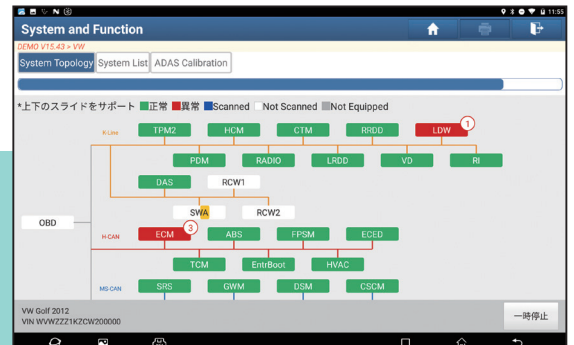 11:55
System and Function
DEMO V15.43 > VW
System Topology System List ADAS Calibration
*上下のスライドをサポート 正常 異常 Scanned Not Scanned Not Equipped
K-Line TPM2 HCM CTM RRDD LDW 1
PDM RADIO LRDD VD RI
DAS RCW1
SWA RCW2
OBD
H-CAN ECM 3 ABS FPSM ECED
TCM EntrBoot HVAC
MS-CAN SRS GWM DSM CSCM
VW Golf 2012
VIN WVWZZZ1KZCW200000
一時停止